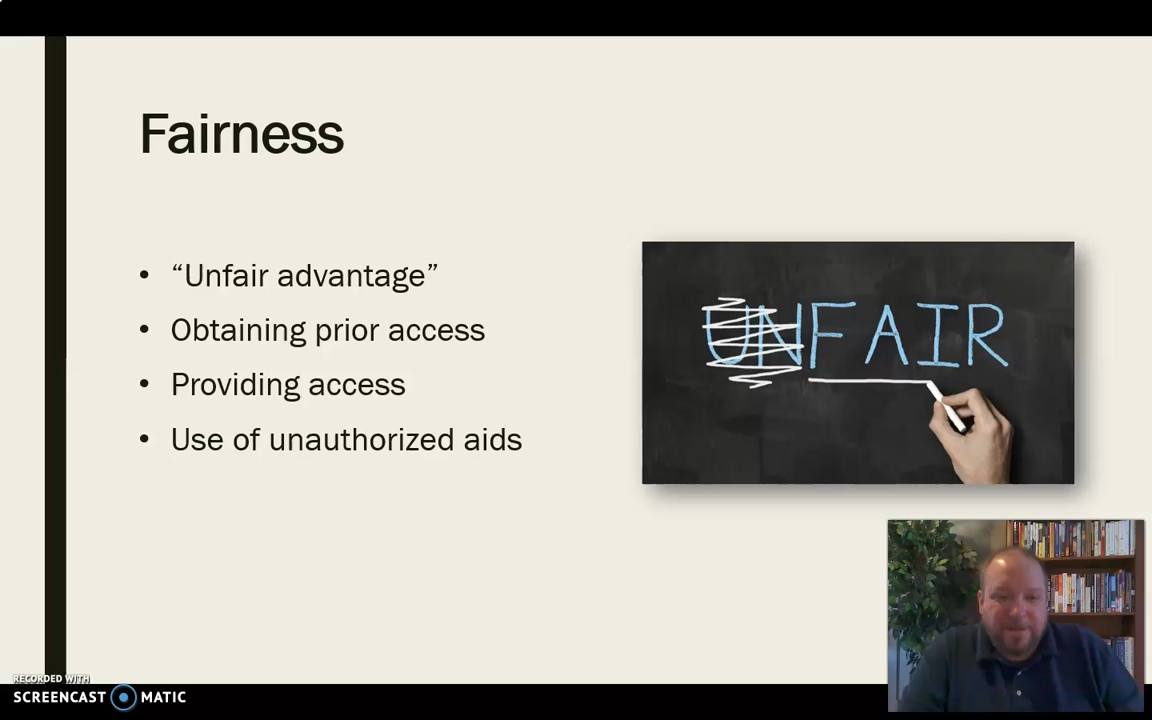 Fairness
• “Unfair advantage”
• Obtaining prior access
• Providing access
• Use of unauthorized aids
UNFAIR
RECORDED WITH
SCREENCAST MATIC